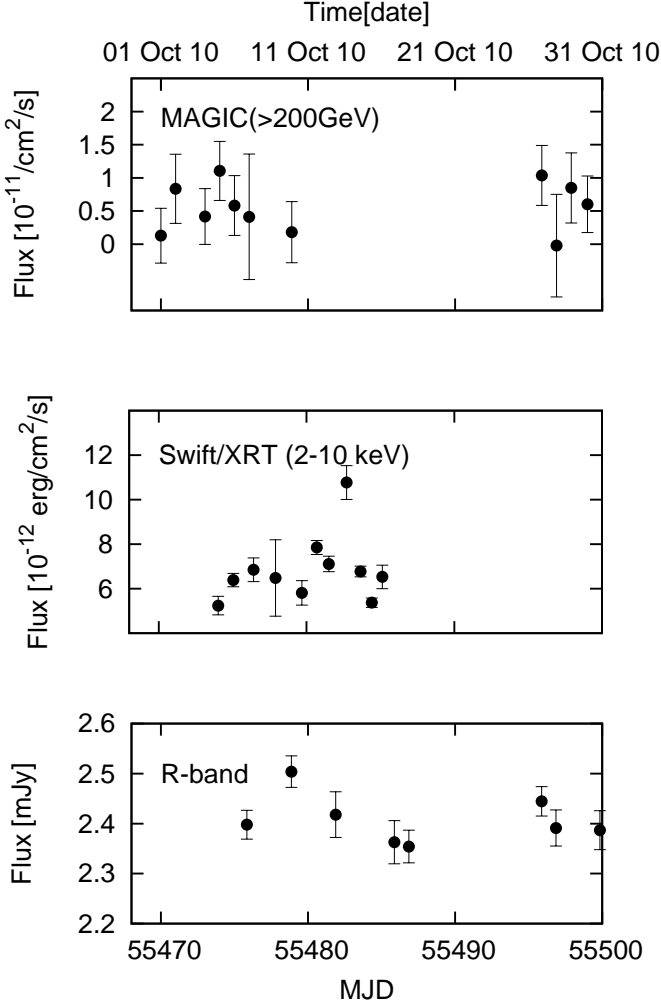 Time[date]
01 Oct 10 11 Oct 10 21 Oct 10 31 Oct 10
MAGIC(>200GeV)
2
1.5
1
0.5
0
Flux [10^-11/cm^2/s]
Swift/XRT (2-10 keV)
12
10
8
6
Flux [10^-12 erg/cm^2/s]
2.6
2.5
R-band
2.4
2.3
2.2
Flux [mJy]
55470 55480 55490 55500
MJD